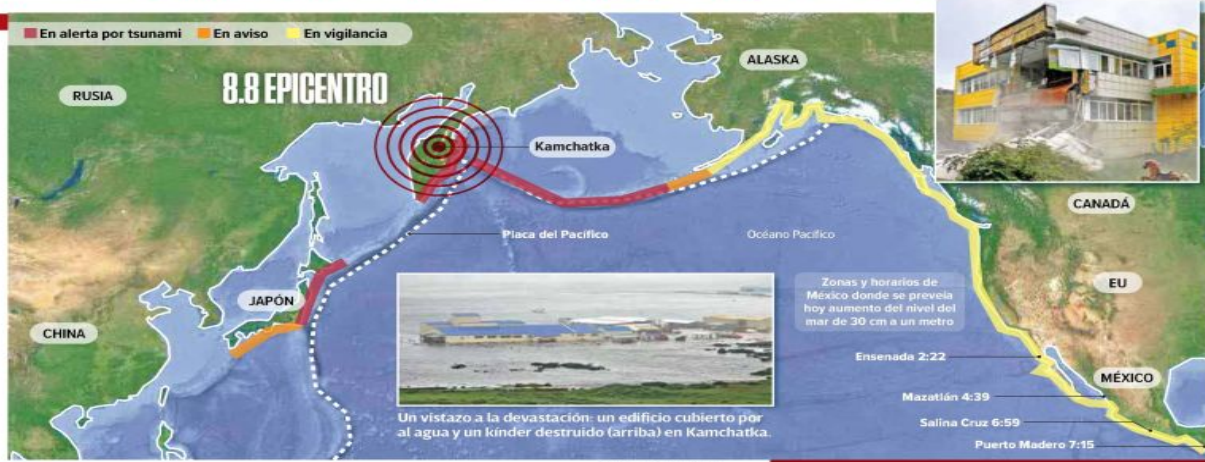 En alerta por tsunami
En aviso
En vigilancia
ALASKA
RUSIA
8.8 EPICENTRO
Kamchatka
CANADÁ
Placa del Pacífico
Océano Pacífico
JAPÓN
EU
Zonas y horarios de
México donde se preveía
hoy aumento del nivel del
mar de 30 cm a un metro
CHINA
Ensenada 2:22
MÉXICO
Mazatlán 4:39
Salina Cruz 6:59
Puerto Madero 7:15
Un vistazo a la devastación: un edificio cubierto por
al agua y un kínder destruido (arriba) en Kamchatka.